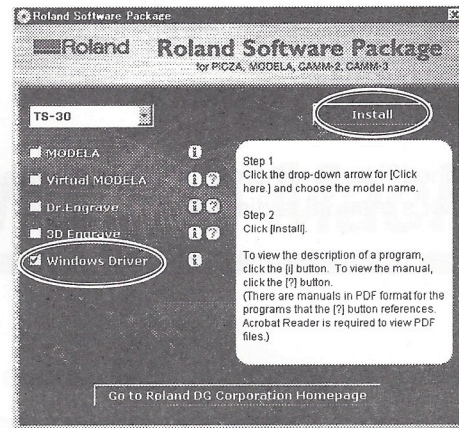 Roland Software Package
Roland
Roland Software Package
for PICZA, MODELA, CAMM-2, CAMM-3
TS-30
Install
MODELA
i
Virtual MODELA
i ?
Dr.Engrave
i ?
3D Engrave
i ?
Windows Driver
i
Step 1
Click the drop-down arrow for [Click
here.] and choose the model name.
Step 2
Click [Install].
To view the description of a program,
click the [i] button. To view the manual,
click the [?] button.
(There are manuals in PDF format for the
programs that the [?] button references.
Acrobat Reader is required to view PDF
files.)
Go to Roland DG Corporation Homepage